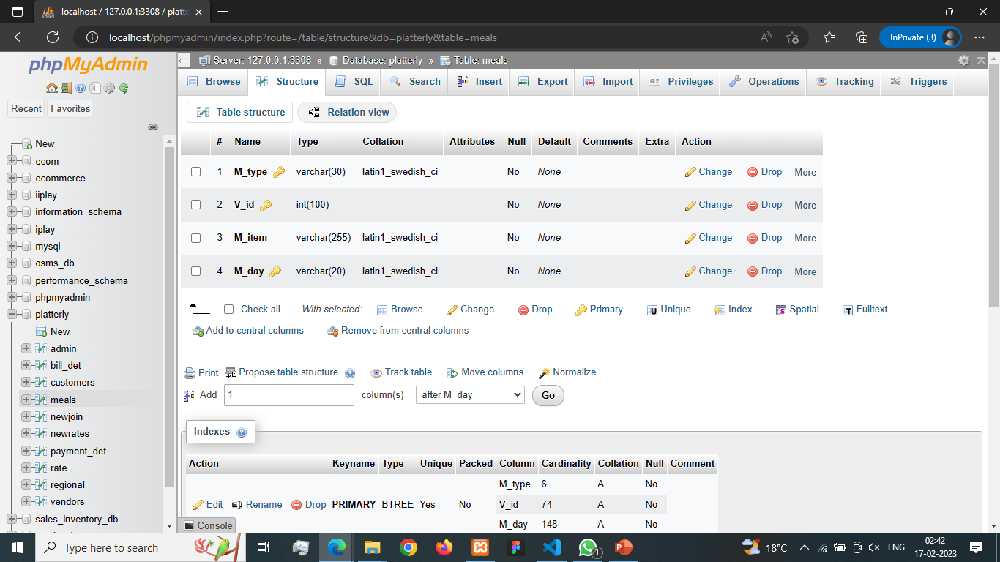 localhost / 127.0.0.1:3308 / platte
localhost/phpmyadmin/index.php?route=/table/structure&db=platterly&table=meals
InPrivate (3)
phpMyAdmin
Recent Favorites
New
ecom
ecommerce
iiplay
information_schema
iplay
mysql
osms_db
performance_schema
phpmyadmin
platterly
New
admin
bill_det
customers
meals
newjoin
newrates
payment_det
rate
regional
vendors
sales_inventory_db
Server: 127.0.0.1:3308 » Database: platterly » Table: meals
Browse Structure SQL Search Insert Export Import Privileges Operations Tracking Triggers
Table structure Relation view
# Name Type Collation Attributes Null Default Comments Extra Action
1 M_type varchar(30) latin1_swedish_ci No None Change Drop More
2 V_id int(100) No None Change Drop More
3 M_item varchar(255) latin1_swedish_ci No None Change Drop More
4 M_day varchar(20) latin1_swedish_ci No None Change Drop More
Check all With selected: Browse Change Drop Primary Unique Index Spatial Fulltext
Add to central columns Remove from central columns
Print Propose table structure Track table Move columns Normalize
Add 1 column(s) after M_day Go
Indexes
Action Keyname Type Unique Packed Column Cardinality Collation Null Comment
M_type 6 A No
Edit Rename Drop PRIMARY BTREE Yes No V_id 74 A No
M_day 148 A No
Console
Type here to search
1
18°C
ENG
02:42
17-02-2023